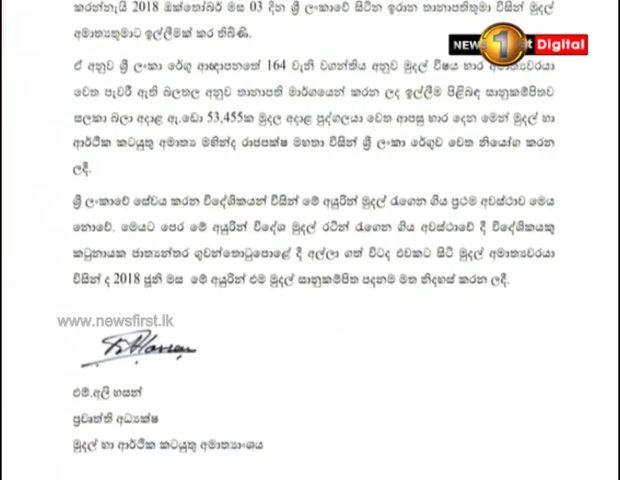 කරන්නැයි 2018 ඔක්තෝබර් මස 03 දින ශ්‍රී ලංකාවේ සිටින ඉරාන තානාපතිතුමා විසින් මුදල්
අමාත්‍යතුමාට ඉල්ලීමක් කර තිබිණි.
NEWS 1st Digital
ඒ අනුව ශ්‍රී ලංකා රේගු ආඥාපනතේ 164 වැනි වගන්තිය අනුව මුදල් විෂය භාර අමාත්‍යවරයා
වෙත පැවරී ඇති බලතල අනුව තානාපති මාර්ගයෙන් කරන ලද ඉල්ලීම පිළිබඳ සානුකම්පිතව
සලකා බලා අදාළ ඇ.ඩො 53,455ක මුදල අදාළ පුද්ගලයා වෙත ආපසු භාර දෙන මෙන් මුදල් හා
ආර්ථික කටයුතු අමාත්‍ය මහින්ද රාජපක්ෂ මහතා විසින් ශ්‍රී ලංකා රේගුව වෙත නියෝග කරන
ලදී.
ශ්‍රී ලංකාවේ සේවය කරන විදේශිකයන් විසින් මේ අයුරින් මුදල් රැගෙන ගිය ප්‍රථම අවස්ථාව මෙය
නොවේ. මෙයට පෙර මේ අයුරින් විදේශ මුදල් රටින් රැගෙන ගිය අවස්ථාවේ දී විදේශිකයකු
කටුනායක ජාත්‍යන්තර ගුවන්තොටුපොළේ දී අල්ලා ගත් විටද එවකට සිටි මුදල් අමාත්‍යවරයා
විසින් ද 2018 ජුනි මස මේ අයුරින් එම මුදල් සානුකම්පිත පදනම මත නිදහස් කරන ලදී.
www.newsfirst.lk
එම්.අලි හසන්
ප්‍රවෘත්ති අධ්‍යක්ෂ
මුදල් හා ආර්ථික කටයුතු අමාත්‍යාංශය